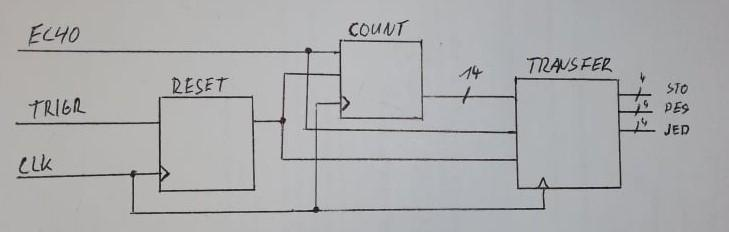 ECHO
COUNT
RESET
TRIGR
CLK
14
TRANSFER
4 STO
4 DES
4 JED